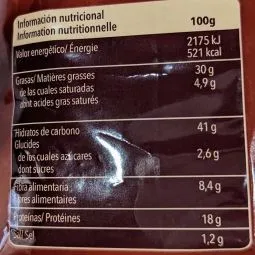 Información nutricional
Information nutritionnelle
100g
Valor energético/ Énergie
2175 kJ
521 kcal
Grasas/ Matières grasses
30 g
de las cuales saturadas
4,9 g
dont acides gras saturés
Hidratos de carbono
41 g
Glucides
de los cuales azúcares
2,6 g
dont sucres
Fibra alimentaria
8,4 g
fibres alimentaires
Proteínas/ Protéines
18 g
Sal/ Sel
1,2 g